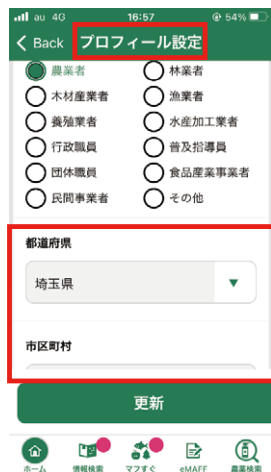 au 4G 16:57 54%
Back プロフィール設定
農業者 林業者
木材産業者 漁業者
養殖業者 水産加工業者
行政職員 普及指導員
団体職員 食品産業事業者
民間事業者 その他
都道府県
埼玉県
市区町村
更新
ホーム 情報検索 マフすぐ eMAFF 農薬検索